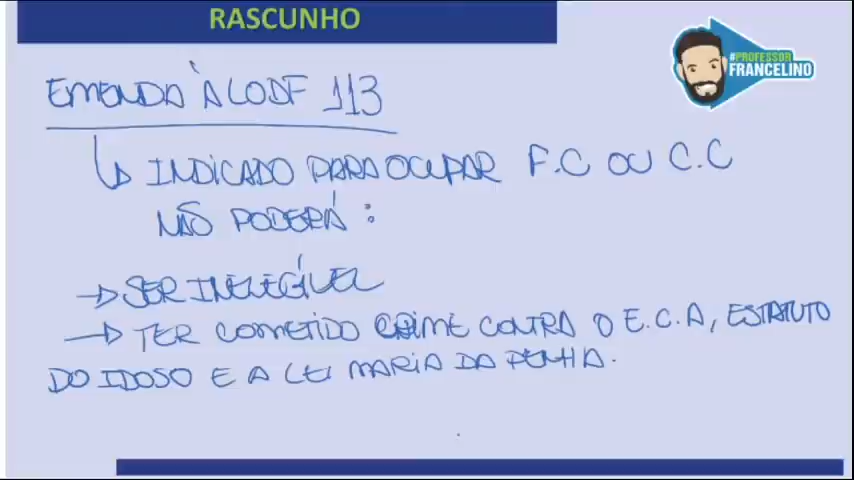 RASCUNHO
#PROFESSOR
FRANCELINO
EMENDA À LODF 113
INDICADO PARA OCUPAR F.C OU C.C
NÃO PODERÁ:
→ SER INELEGÍVEL
→ TER COMETIDO CRIME CONTRA O E.C.A, ESTATUTO
DO IDOSO E A LEI MARIA DA PENHA.